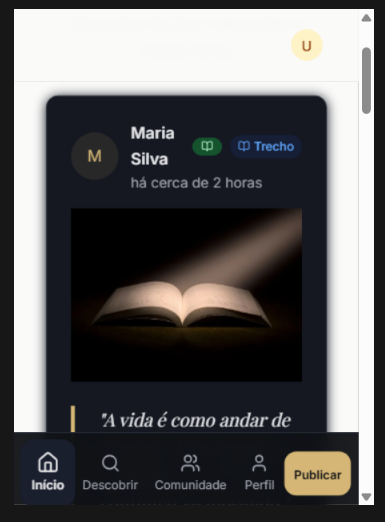 U
M
Maria
Silva
Trecho
há cerca de 2 horas
"A vida é como andar de
Início
Descobrir
Comunidade
Perfil
Publicar